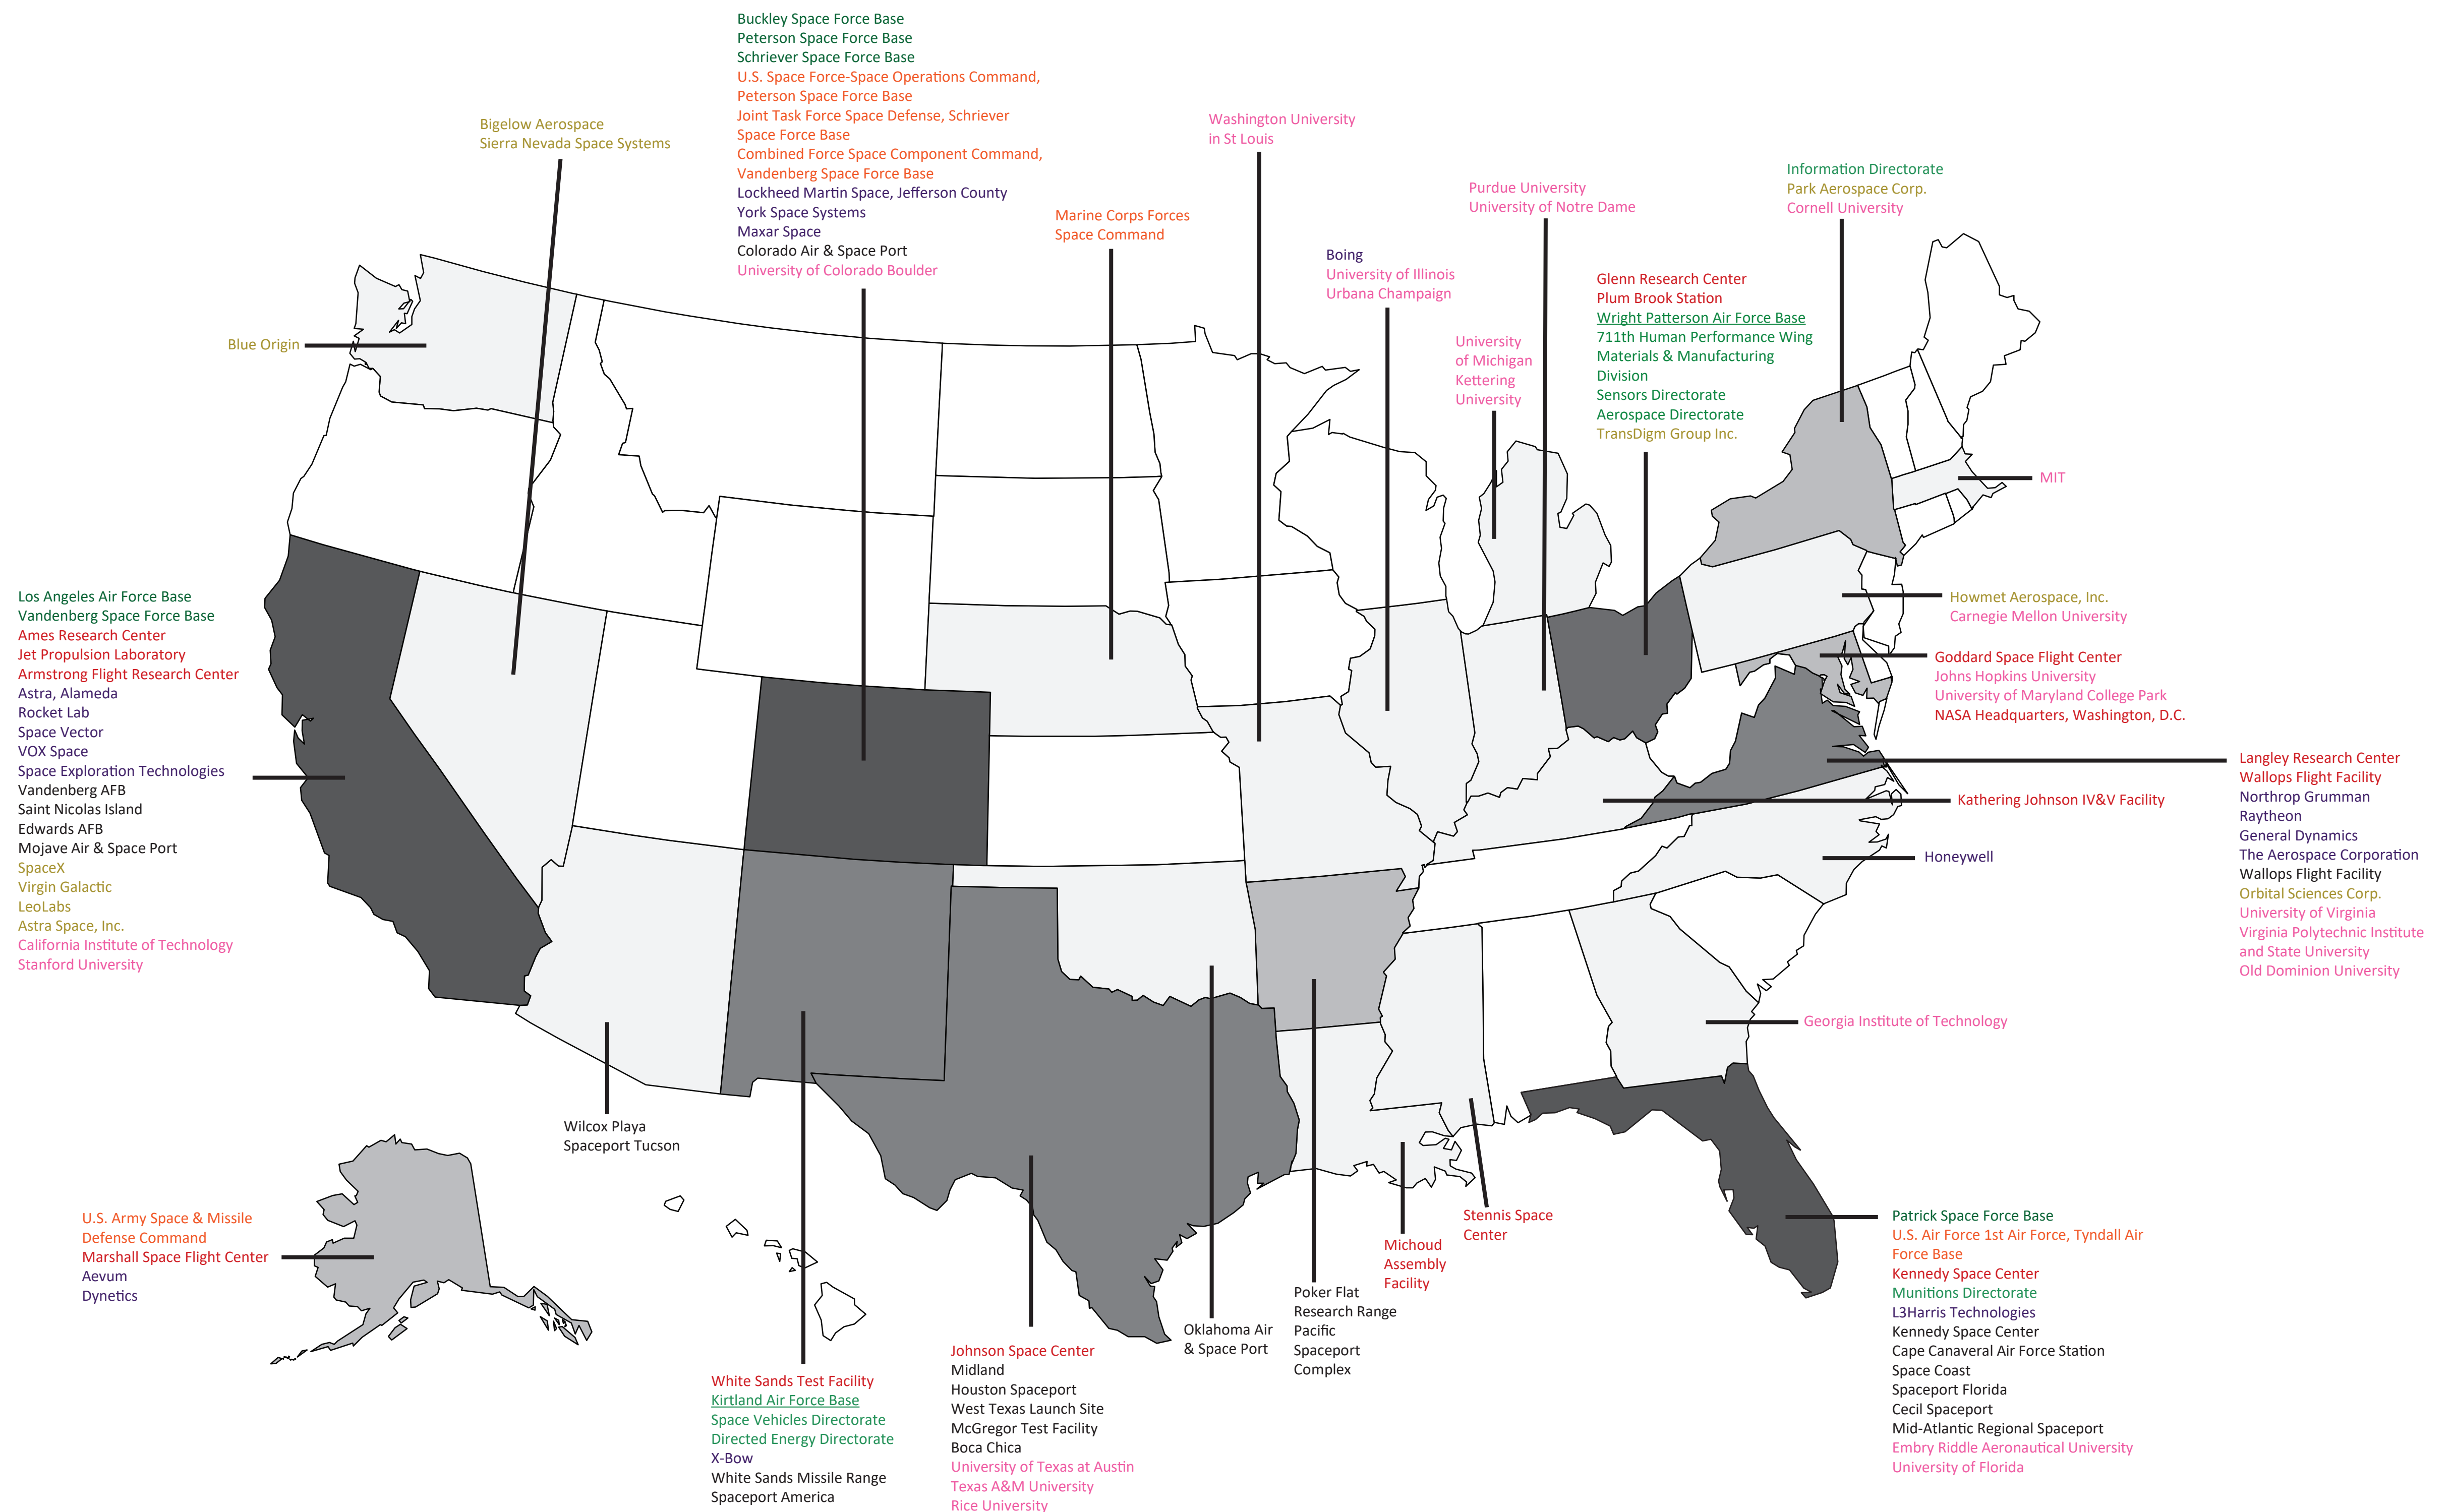 Buckley Space Force Base
Peterson Space Force Base
Schriever Space Force Base
U.S. Space Force-Space Operations Command,
Peterson Space Force Base
Joint Task Force Space Defense, Schriever
Space Force Base
Combined Force Space Component Command,
Vandenberg Space Force Base
Lockheed Martin Space, Jefferson County
York Space Systems
Maxar Space
Colorado Air & Space Port
University of Colorado Boulder
Bigelow Aerospace
Sierra Nevada Space Systems
Washington University
in St Louis
Marine Corps Forces
Space Command
Purdue University
University of Notre Dame
Information Directorate
Park Aerospace Corp.
Cornell University
Boing
University of Illinois
Urbana Champaign
Glenn Research Center
Plum Brook Station
Wright Patterson Air Force Base
711th Human Performance Wing
Materials & Manufacturing
Division
Sensors Directorate
Aerospace Directorate
TransDigm Group Inc.
University
of Michigan
Kettering
University
Blue Origin
MIT
Los Angeles Air Force Base
Vandenberg Space Force Base
Ames Research Center
Jet Propulsion Laboratory
Armstrong Flight Research Center
Astra, Alameda
Rocket Lab
Space Vector
VOX Space
Space Exploration Technologies
Vandenberg AFB
Saint Nicolas Island
Edwards AFB
Mojave Air & Space Port
SpaceX
Virgin Galactic
LeoLabs
Astra Space, Inc.
California Institute of Technology
Stanford University
Howmet Aerospace, Inc.
Carnegie Mellon University
Goddard Space Flight Center
Johns Hopkins University
University of Maryland College Park
NASA Headquarters, Washington, D.C.
Langley Research Center
Wallops Flight Facility
Northrop Grumman
Raytheon
General Dynamics
The Aerospace Corporation
Wallops Flight Facility
Orbital Sciences Corp.
University of Virginia
Virginia Polytechnic Institute
and State University
Old Dominion University
Kathering Johnson IV&V Facility
Honeywell
Georgia Institute of Technology
Wilcox Playa
Spaceport Tucson
U.S. Army Space & Missile
Defense Command
Marshall Space Flight Center
Aevum
Dynetics
Stennis Space
Center
Michoud
Assembly
Facility
Poker Flat
Research Range
Pacific
Spaceport
Complex
Oklahoma Air
& Space Port
Johnson Space Center
Midland
Houston Spaceport
West Texas Launch Site
McGregor Test Facility
Boca Chica
University of Texas at Austin
Texas A&M University
Rice University
White Sands Test Facility
Kirtland Air Force Base
Space Vehicles Directorate
Directed Energy Directorate
X-Bow
White Sands Missile Range
Spaceport America
Patrick Space Force Base
U.S. Air Force 1st Air Force, Tyndall Air
Force Base
Kennedy Space Center
Munitions Directorate
L3Harris Technologies
Kennedy Space Center
Cape Canaveral Air Force Station
Space Coast
Spaceport Florida
Cecil Spaceport
Mid-Atlantic Regional Spaceport
Embry Riddle Aeronautical University
University of Florida